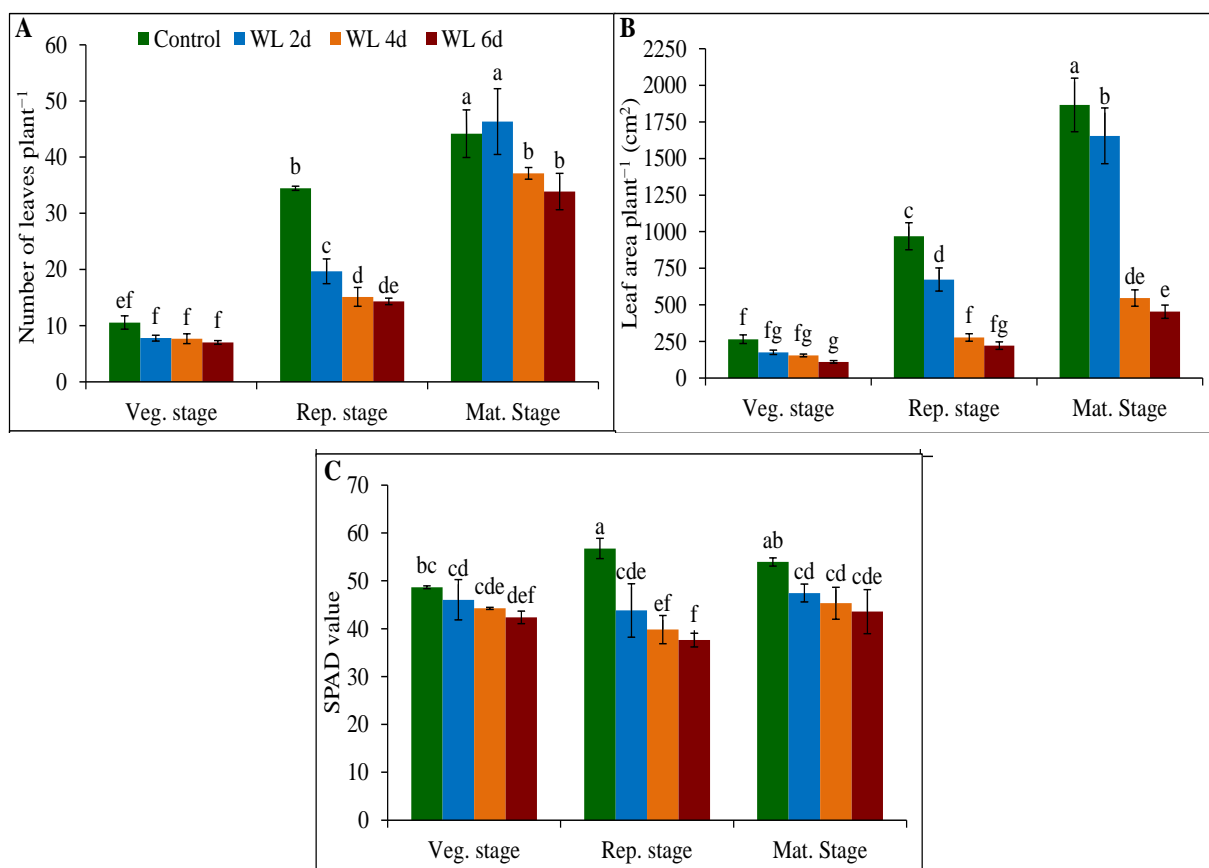 A
Control WL 2d WL 4d WL 6d
Number of leaves plant⁻¹
60
50
40
30
20
10
0
ef f f f
b c d de
a a b b
Veg. stage Rep. stage Mat. Stage
B
Leaf area plant⁻¹ (cm²)
2250
2000
1750
1500
1250
1000
750
500
250
0
f fg fg g
c d fg fg
a b de e
Veg. stage Rep. stage Mat. Stage
C
SPAD value
70
60
50
40
30
20
10
0
bc cd cde def
a cde ef f
ab cd cd cde
Veg. stage Rep. stage Mat. Stage